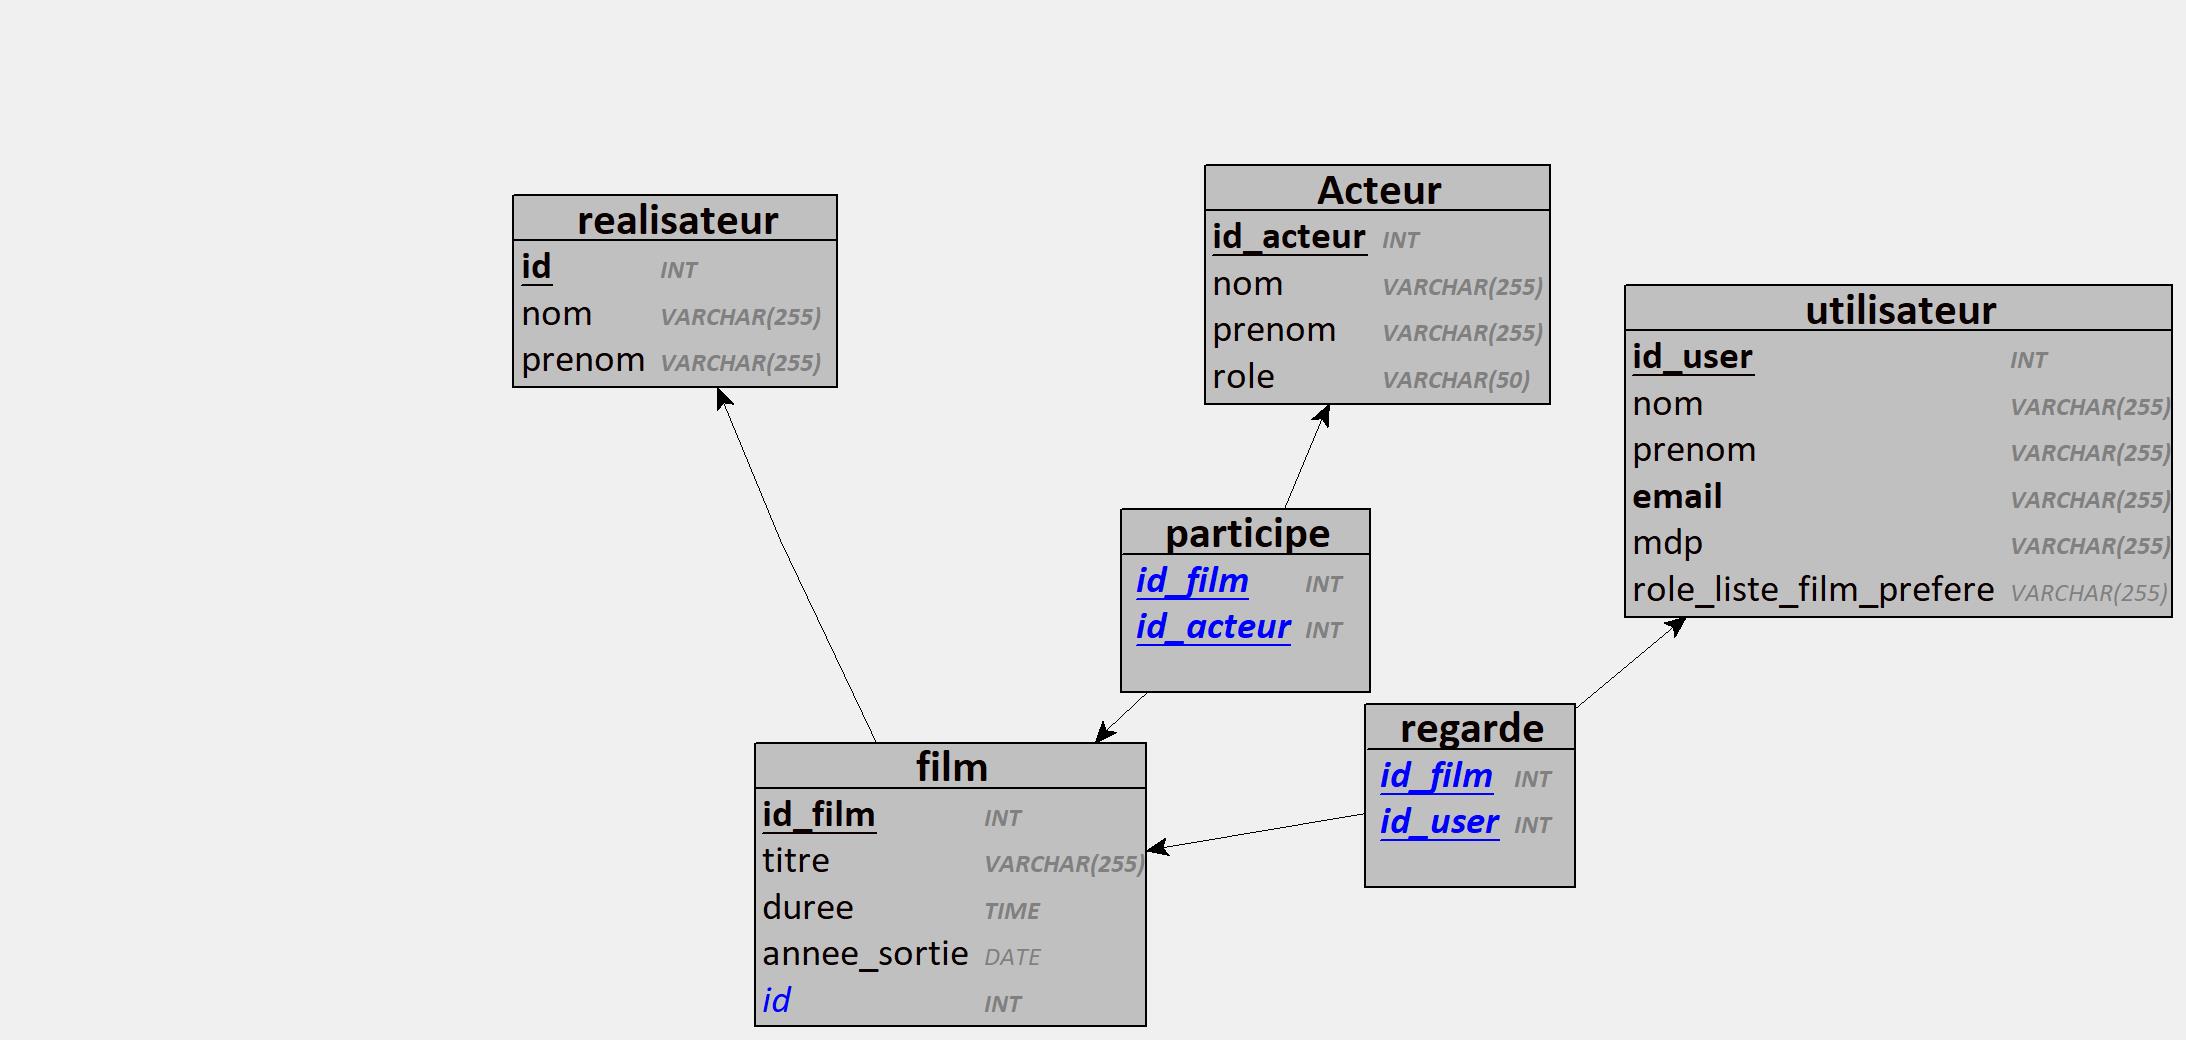 realisateur
id INT
nom VARCHAR(255)
prenom VARCHAR(255)
Acteur
id_acteur INT
nom VARCHAR(255)
prenom VARCHAR(255)
role VARCHAR(50)
utilisateur
id_user INT
nom VARCHAR(255)
prenom VARCHAR(255)
email VARCHAR(255)
mdp VARCHAR(255)
role_liste_film_prefere VARCHAR(255)
participe
id_film INT
id_acteur INT
regarde
id_film INT
id_user INT
film
id_film INT
titre VARCHAR(255)
duree TIME
annee_sortie DATE
id INT